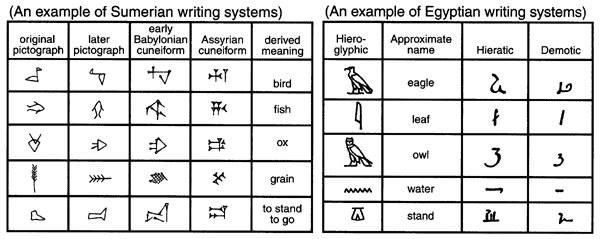 (An example of Sumerian writing systems)
original pictograph
later pictograph
early Babylonian cuneiform
Assyrian cuneiform
derived meaning
bird
fish
ox
grain
to stand
to go
(An example of Egyptian writing systems)
Hiero-glyphic
Approximate name
Hieratic
Demotic
eagle
leaf
owl
water
stand